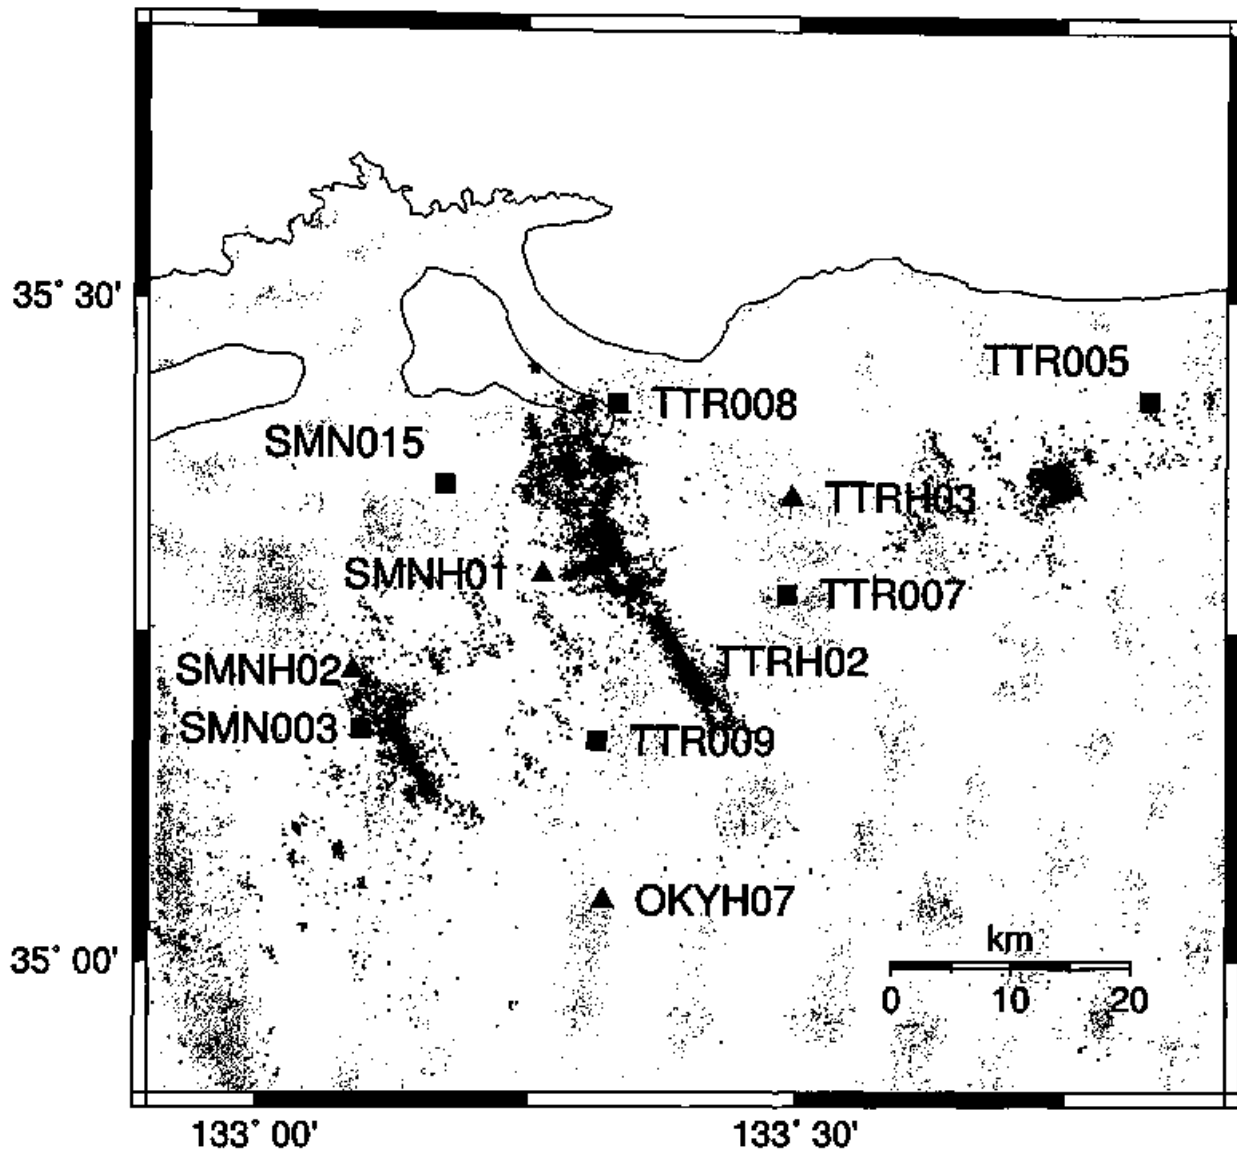 35° 30'
TTR005
TTR008
SMN015
TTRH03
SMNH01
TTR007
TTRH02
SMNH02
SMN003
TTR009
OKYH07
km
35° 00'
0 10 20
133° 00' 133° 30'